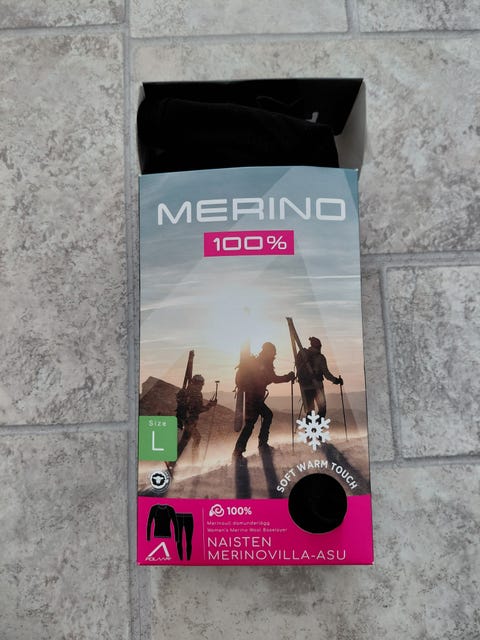 MERINO
100%
Size
L
SOFT WARM TOUCH
100%
Merinoull damunderlägg
Women's Merino Wool Baselayer
NAISTEN
MERINOVILLA-ASU